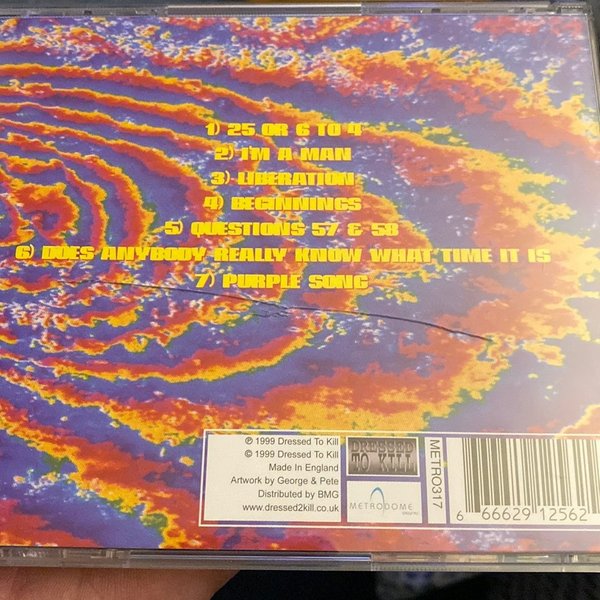 1) 25 OR 6 TO 4
2) I'M A MAN
3) LIBERATION
4) BEGINNINGS
5) QUESTIONS 57 & 58
6) DOES ANYBODY REALLY KNOW WHAT TIME IT IS
7) PURPLE SONG
℗ 1999 Dressed To Kill
© 1999 Dressed To Kill
Made In England
Artwork by George & Pete
Distributed by BMG
www.dressed2kill.co.uk
DRESSED
TO KILL
METRODOME
METRO317
6 66629 12562